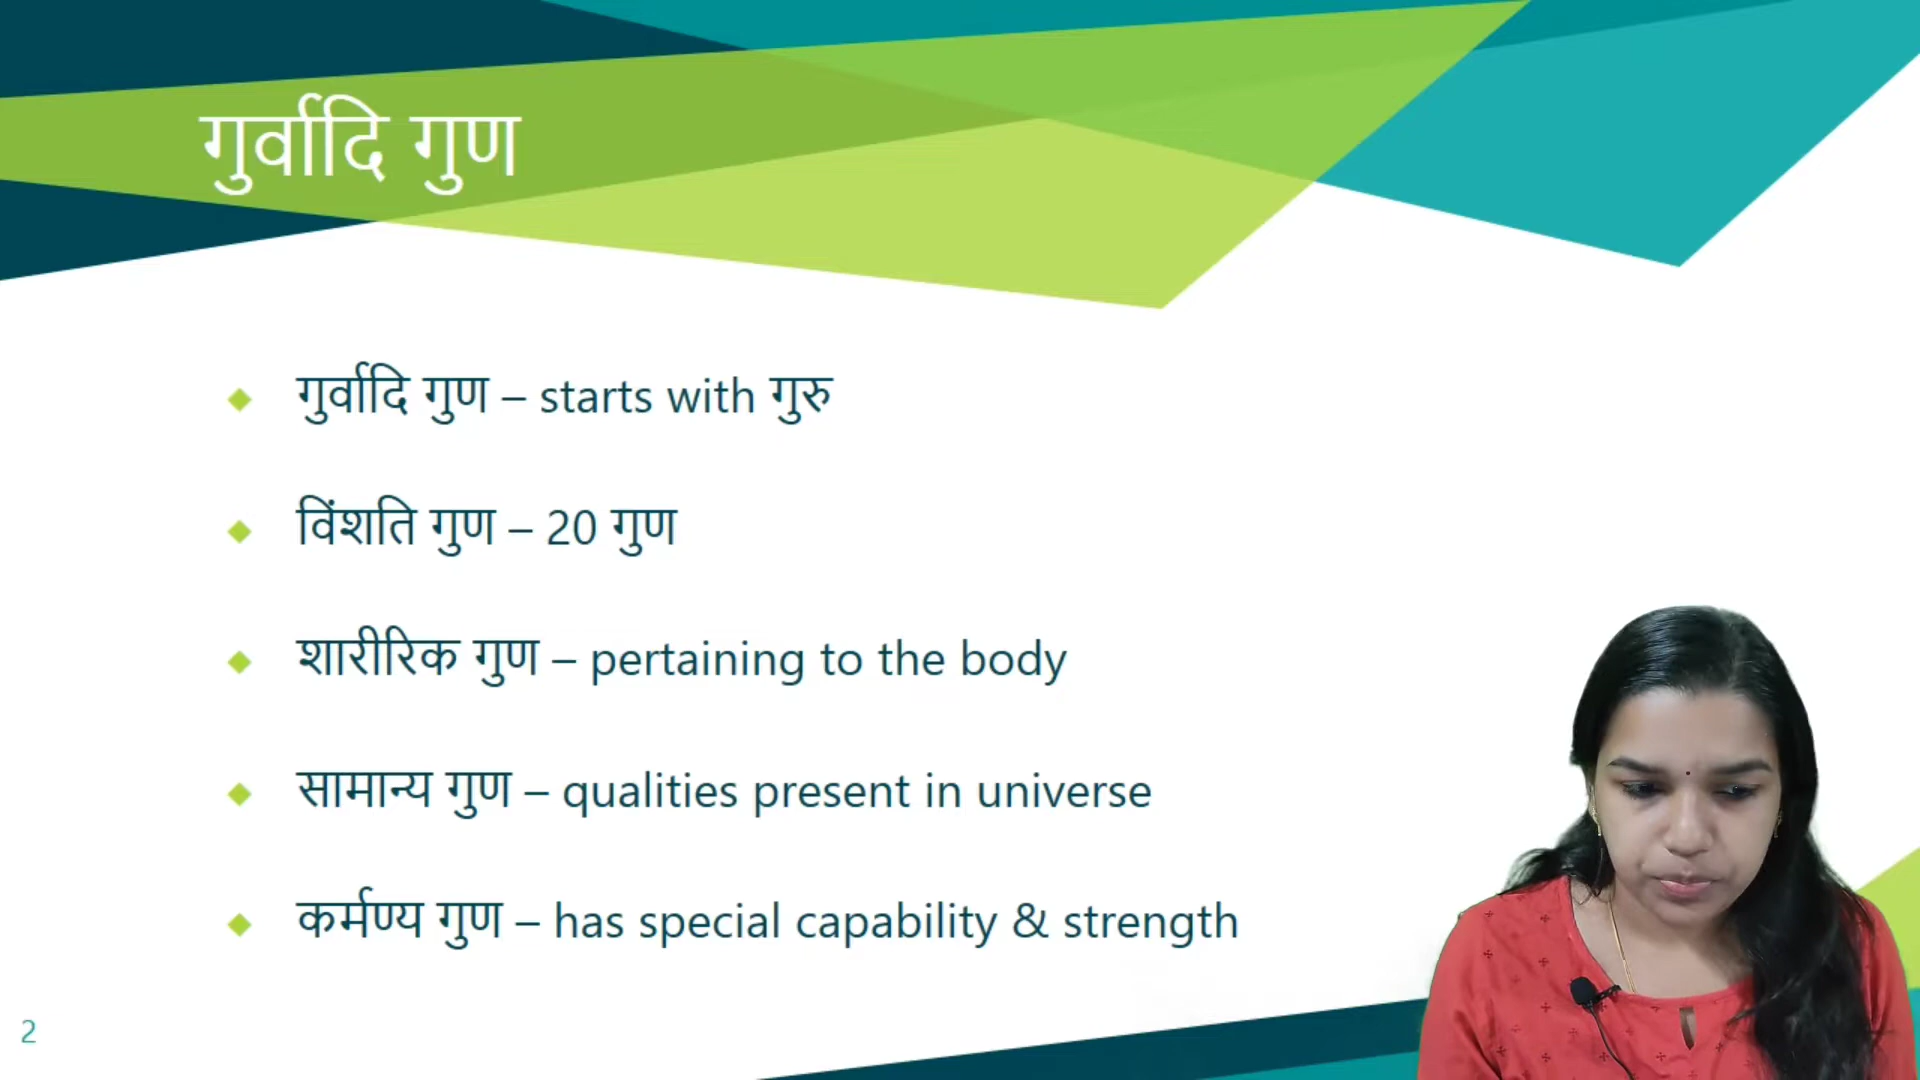 गुर्वादि गुण
गुर्वादि गुण – starts with गुरु
विंशति गुण – 20 गुण
शारीरिक गुण – pertaining to the body
सामान्य गुण – qualities present in universe
कर्मण्य गुण – has special capability & strength
2